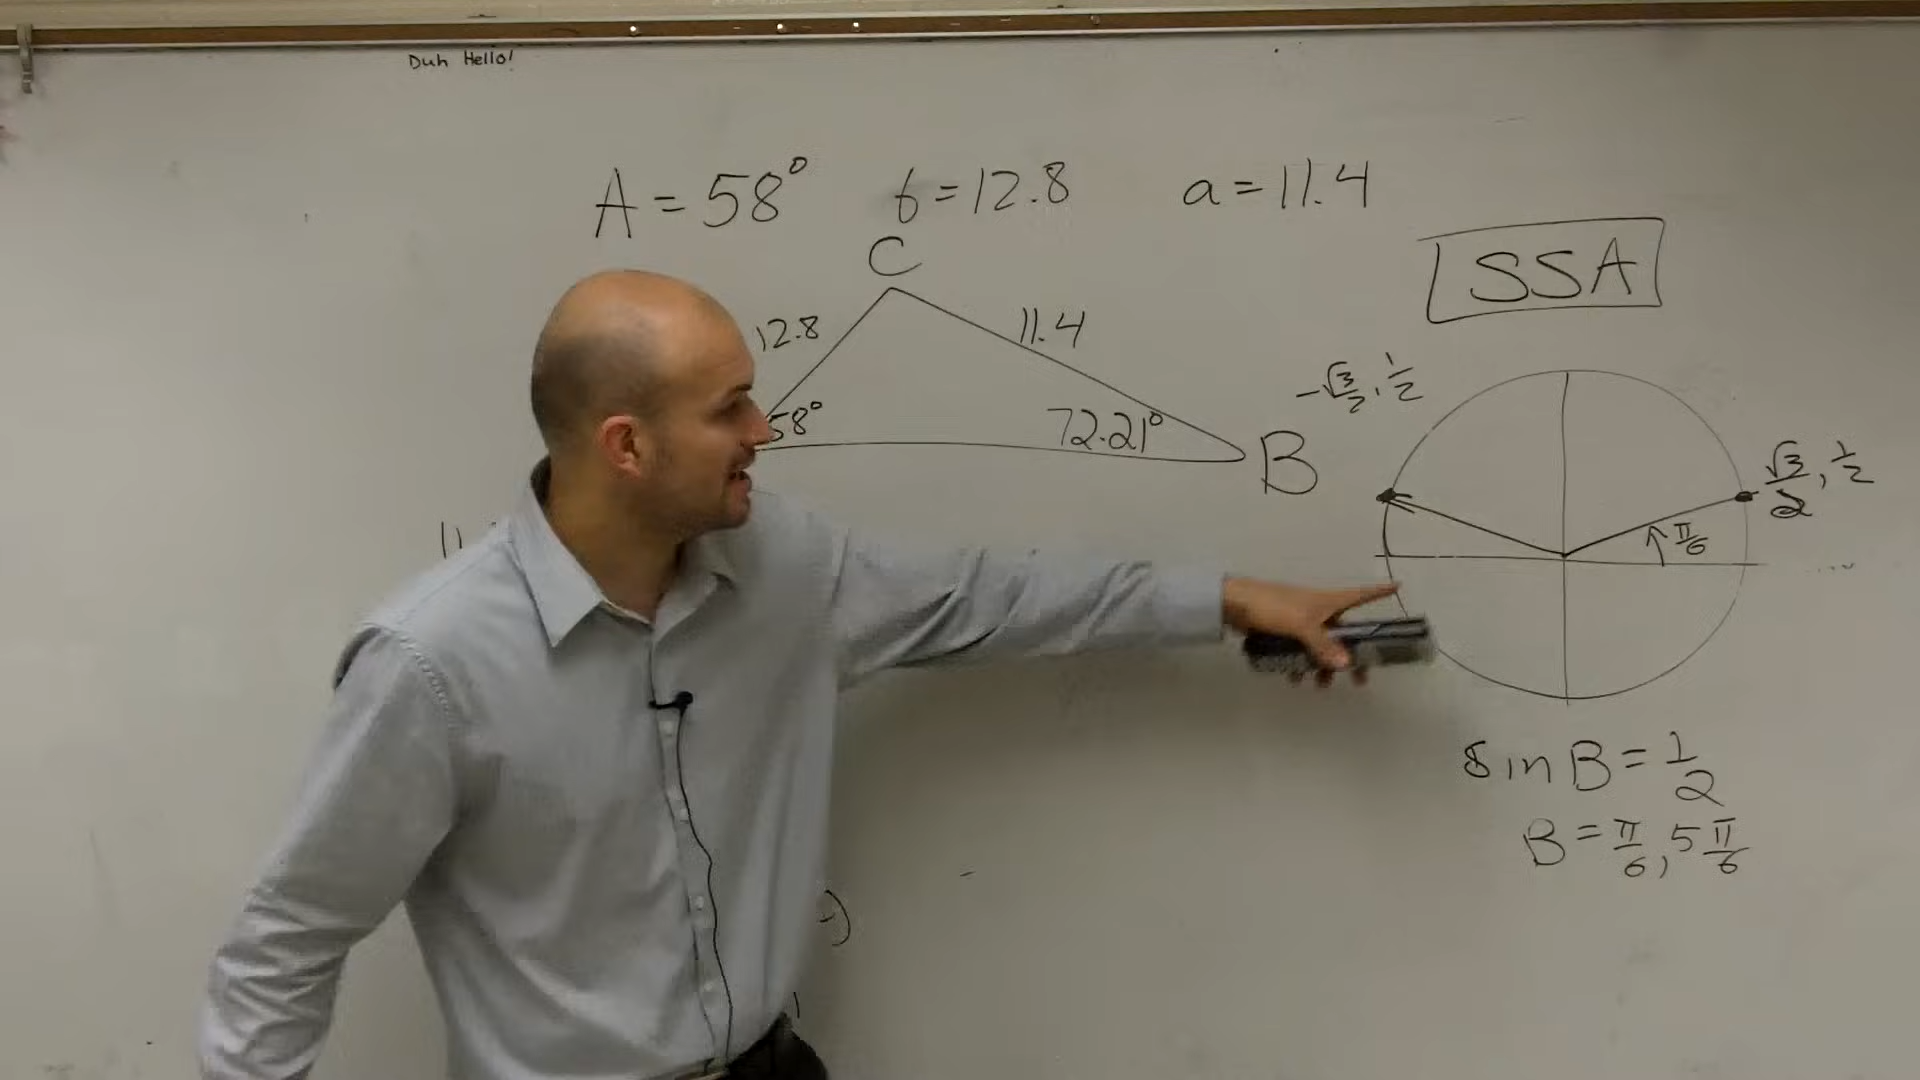 Duh Hello!
A = 58° b = 12.8 a = 11.4
SSA
C
12.8
11.4
58°
72.21°
B
-√3/2, 1/2
√3/2, 1/2
π/6
sin B = 1/2
B = π/6, 5π/6